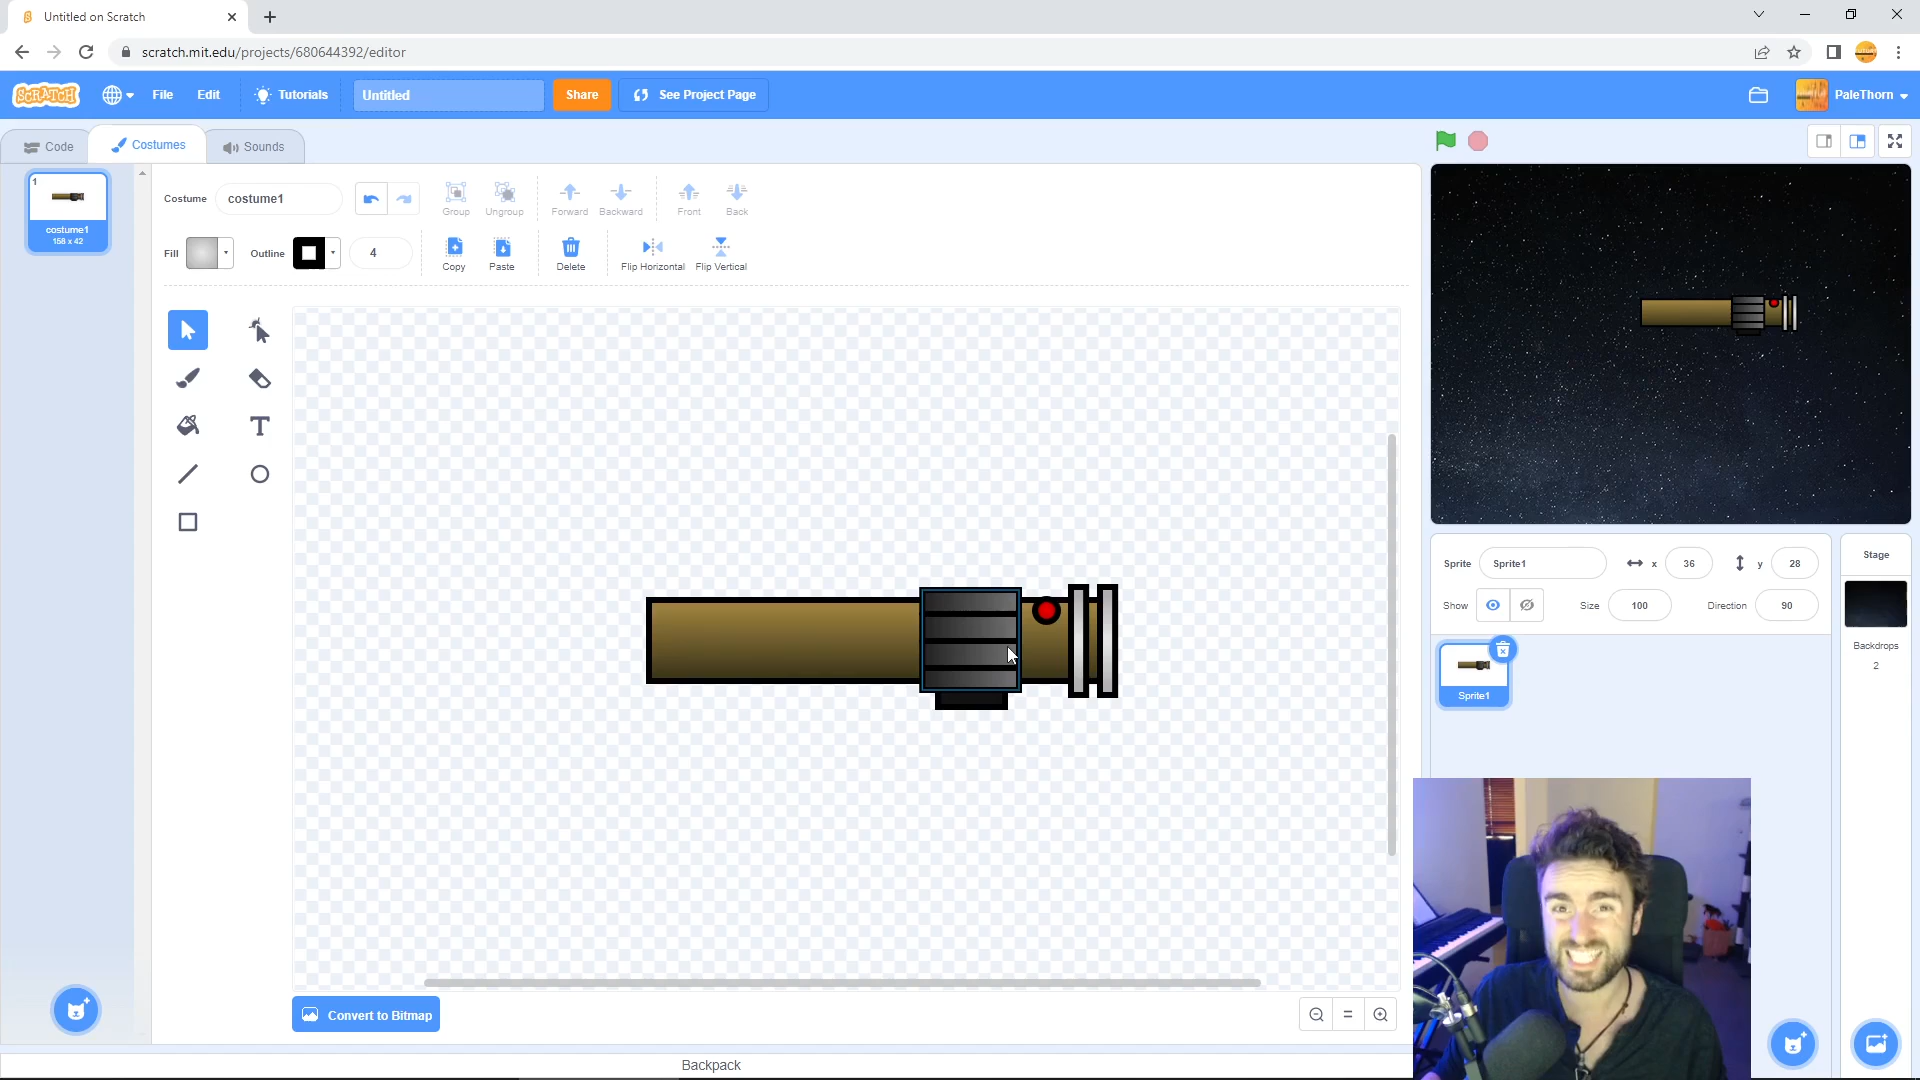 Untitled on Scratch
scratch.mit.edu/projects/680644392/editor
SCRATCH
File
Edit
Tutorials
Untitled
Share
See Project Page
PaleThorn
Code
Costumes
Sounds
1
costume1
158 x 42
Costume
costume1
Group
Ungroup
Forward
Backward
Front
Back
Fill
Outline
4
Copy
Paste
Delete
Flip Horizontal
Flip Vertical
T
Convert to Bitmap
=
Backpack
Sprite
Sprite1
x
36
y
28
Show
Size
100
Direction
90
Sprite1
Stage
Backdrops
2